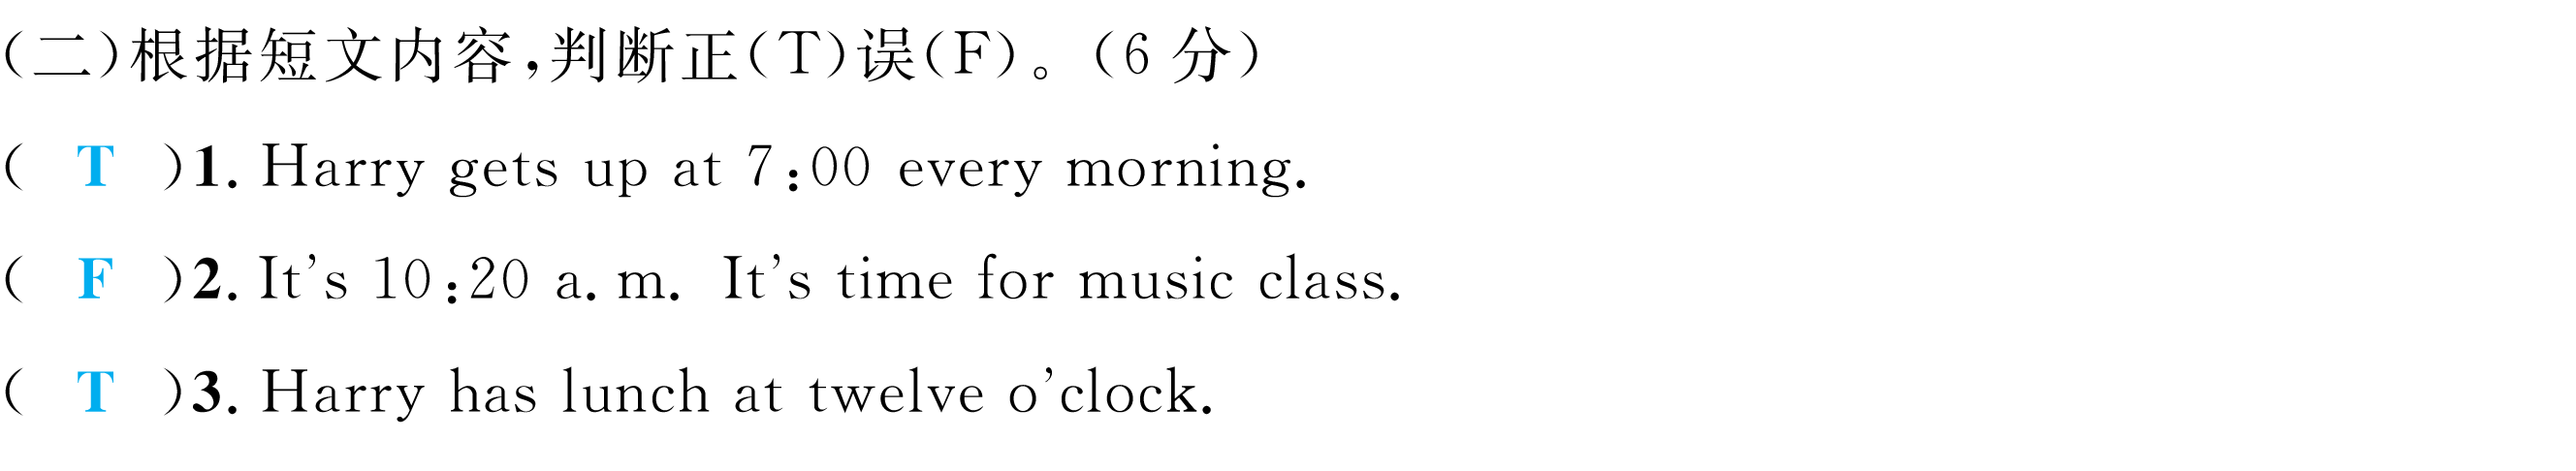 (二)根据短文内容,判断正(T)误(F)。(6 分)
( T )1. Harry gets up at 7:00 every morning.
( F )2. It's 10:20 a. m. It's time for music class.
( T )3. Harry has lunch at twelve o'clock.